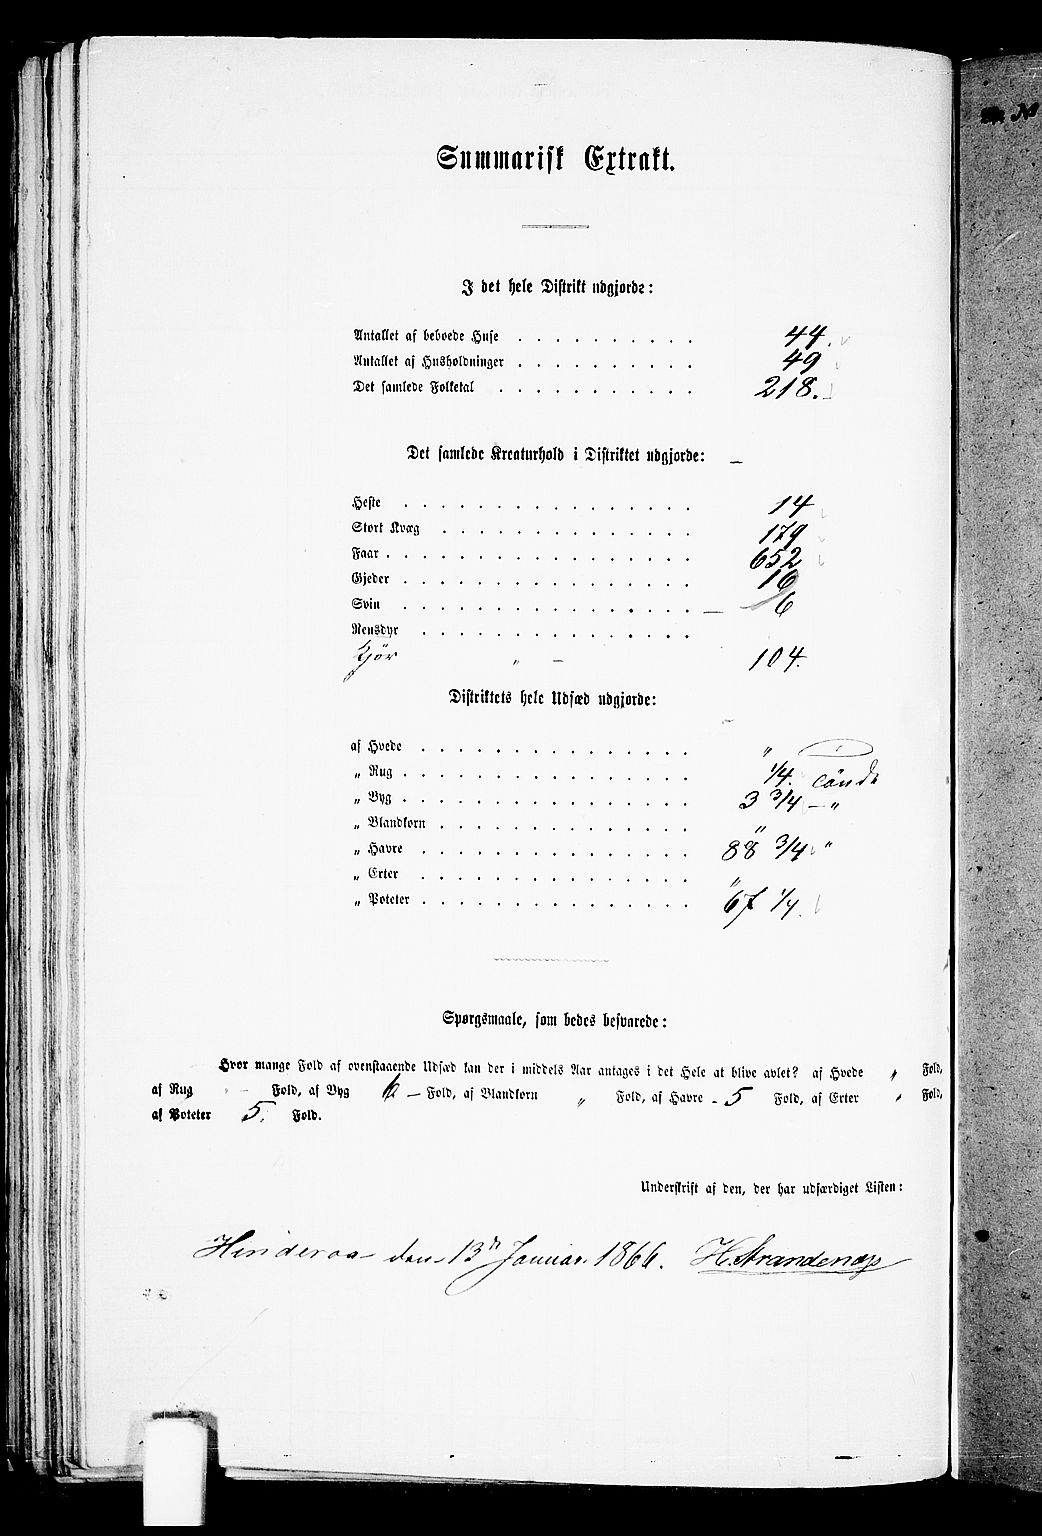 Summarisk Extrakt.
I det hele Distrikt udgjorde:
Antallet af beboede Huse . . . . . . . . . . 44.
Antallet af Husholdninger . . . . . . . . . . 49
Det samlede Folketal . . . . . . . . . . . 218.
Det samlede Kreaturhold i Distriktet udgjorde: —
Heste . . . . . . . . . . . . . . . . 14
Stort Kvæg . . . . . . . . . . . . . . 179
Faar . . . . . . . . . . . . . . . . . 652
Gjeder . . . . . . . . . . . . . . . . 16
Svin . . . . . . . . . . . . . . . . — 6
Rensdyr . . . . . . . . . . . . . . .
Kjør „ — 104.
Distriktets hele Udsæd udgjorde:
af Hvede . . . . . . . . . . . . . . . "
„ Rug . . . . . . . . . . . . . . . . 1/4. Tønde
„ Byg . . . . . . . . . . . . . . . . 3 3/4 — "
„ Blandkorn . . . . . . . . . . . . . . "
„ Havre . . . . . . . . . . . . . . . 88 3/4 "
„ Erter . . . . . . . . . . . . . . . "
„ Poteter . . . . . . . . . . . . . . . 67 1/4.
Spørgsmaale, som bedes besvarede:
Hvor mange Fold af ovenstaaende Udsæd kan der i middels Aar antages i det Hele at blive avlet? af Hvede „ Fold,
af Rug " — Fold, af Byg 6 — Fold, af Blandkorn „ Fold, af Havre - 5 Fold, af Erter „ Fold,
af Poteter 5. Fold.
Underskrift af den, der har udfærdiget Listen:
Hinderaa den 13de Januar 1866. H. Strandenæs